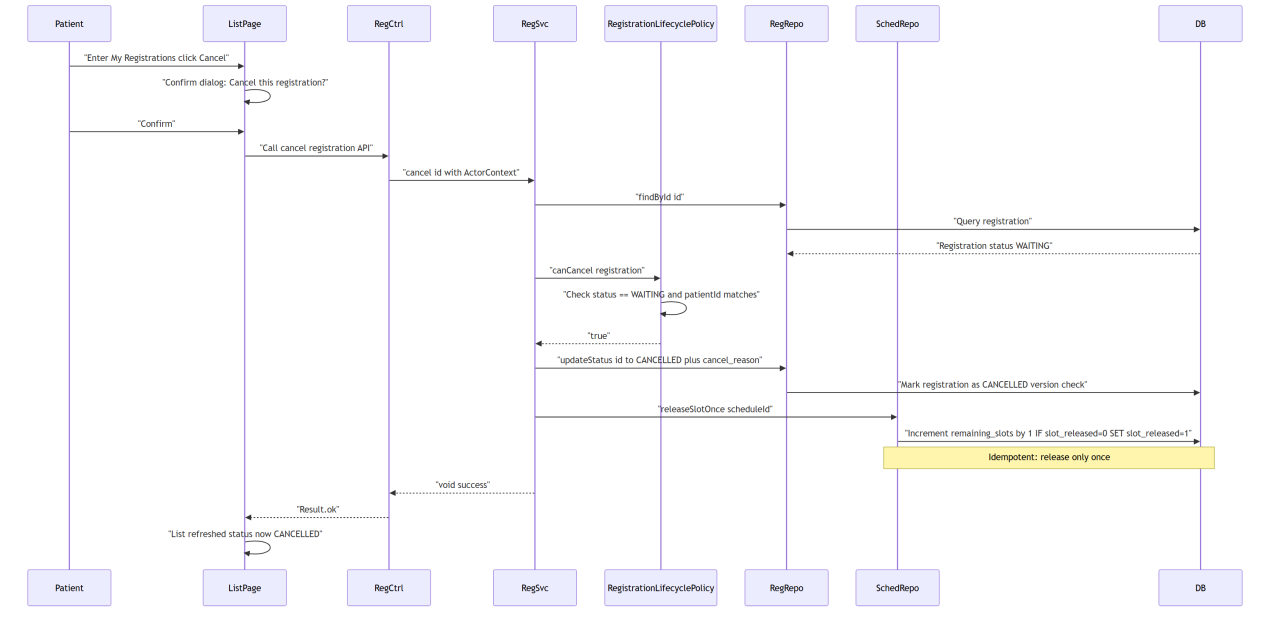 Patient
ListPage
RegCtrl
RegSvc
RegistrationLifecyclePolicy
RegRepo
SchedRepo
DB
"Enter My Registrations click Cancel"
"Confirm dialog: Cancel this registration?"
"Confirm"
"Call cancel registration API"
"cancel id with ActorContext"
"findById id"
"Query registration"
"Registration status WAITING"
"canCancel registration"
"Check status == WAITING and patientId matches"
"true"
"updateStatus id to CANCELLED plus cancel_reason"
"Mark registration as CANCELLED version check"
"releaseSlotOnce scheduleId"
"Increment remaining_slots by 1 IF slot_released=0 SET slot_released=1"
Idempotent: release only once
"void success"
"Result.ok"
"List refreshed status now CANCELLED"
Patient
ListPage
RegCtrl
RegSvc
RegistrationLifecyclePolicy
RegRepo
SchedRepo
DB